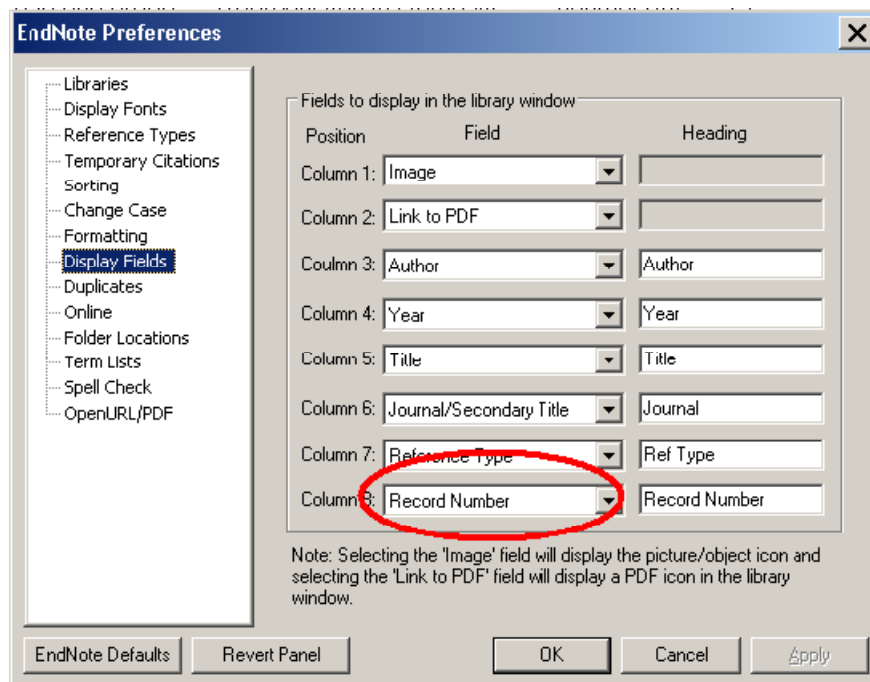 EndNote Preferences
Libraries
Display Fonts
Reference Types
Temporary Citations
Sorting
Change Case
Formatting
Display Fields
Duplicates
Online
Folder Locations
Term Lists
Spell Check
OpenURL/PDF
Fields to display in the library window
Position Field Heading
Column 1: Image
Column 2: Link to PDF
Coulmn 3: Author Author
Column 4: Year Year
Column 5: Title Title
Column 6: Journal/Secondary Title Journal
Column 7: Reference Type Ref Type
Column 8: Record Number Record Number
Note: Selecting the 'Image' field will display the picture/object icon and
selecting the 'Link to PDF' field will display a PDF icon in the library
window.
EndNote Defaults Revert Panel OK Cancel Apply